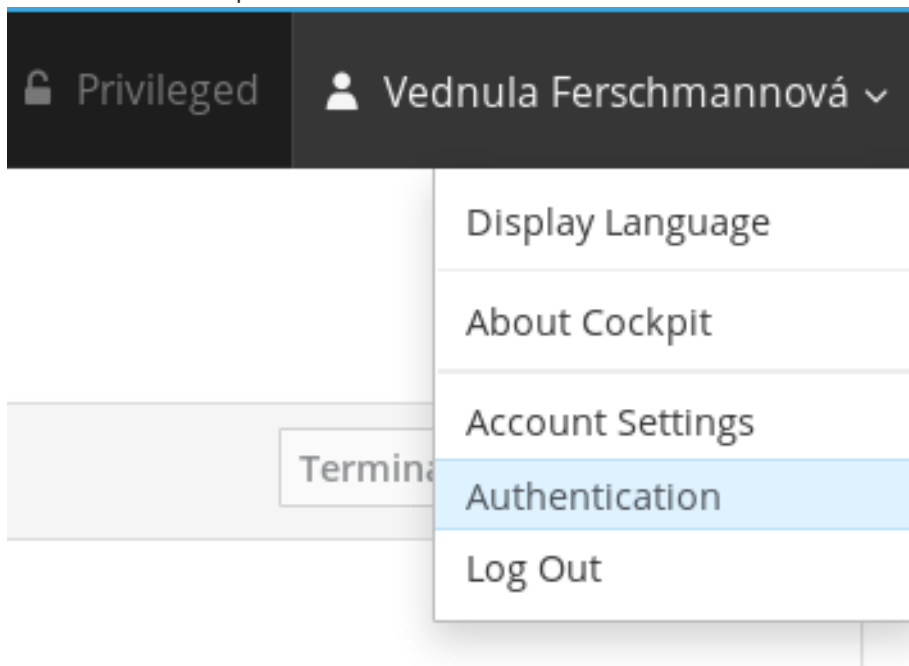 Privileged
Vednula Ferschmannová
Display Language
About Cockpit
Account Settings
Authentication
Log Out